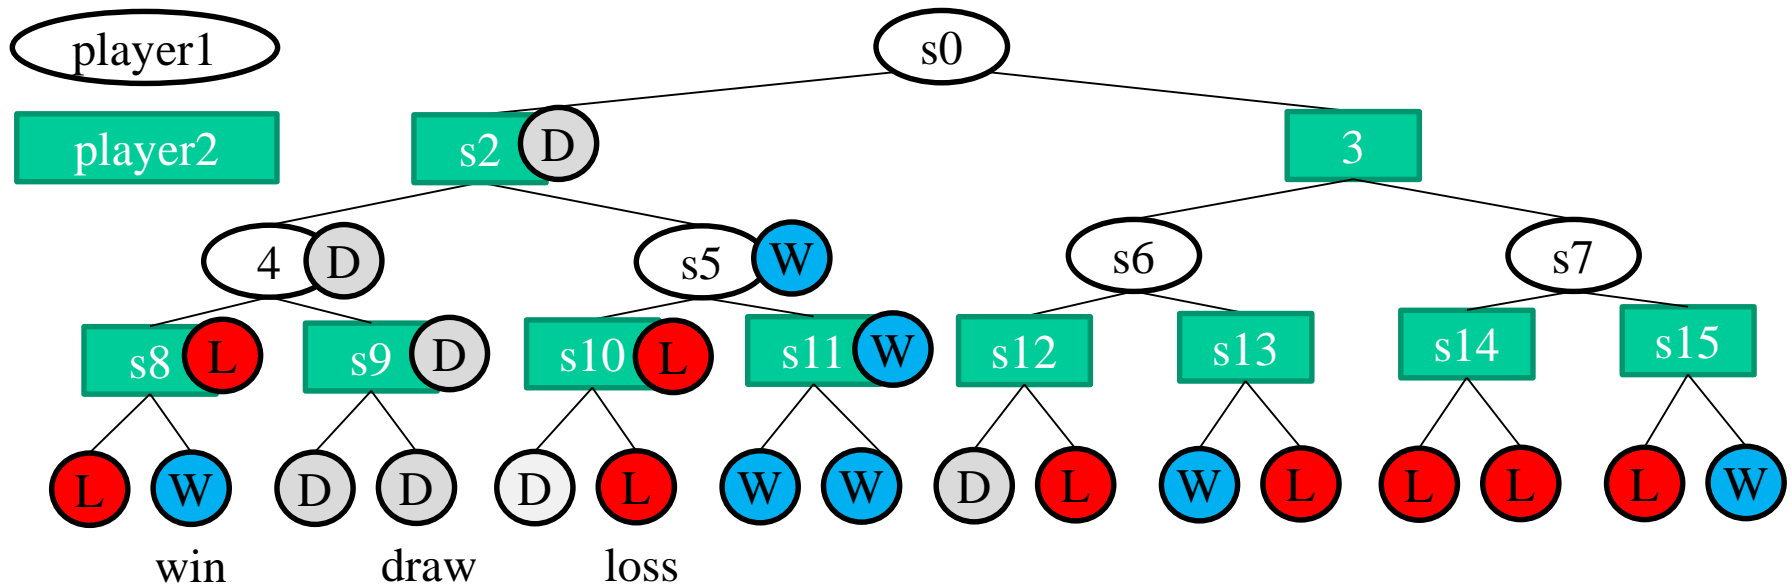 player1 s0
player2 s2 D 3
4 D s5 W s6 s7
s8 L s9 D s10 L s11 W s12 s13 s14 s15
L W D D D L W W D L W L L L L W
win draw loss